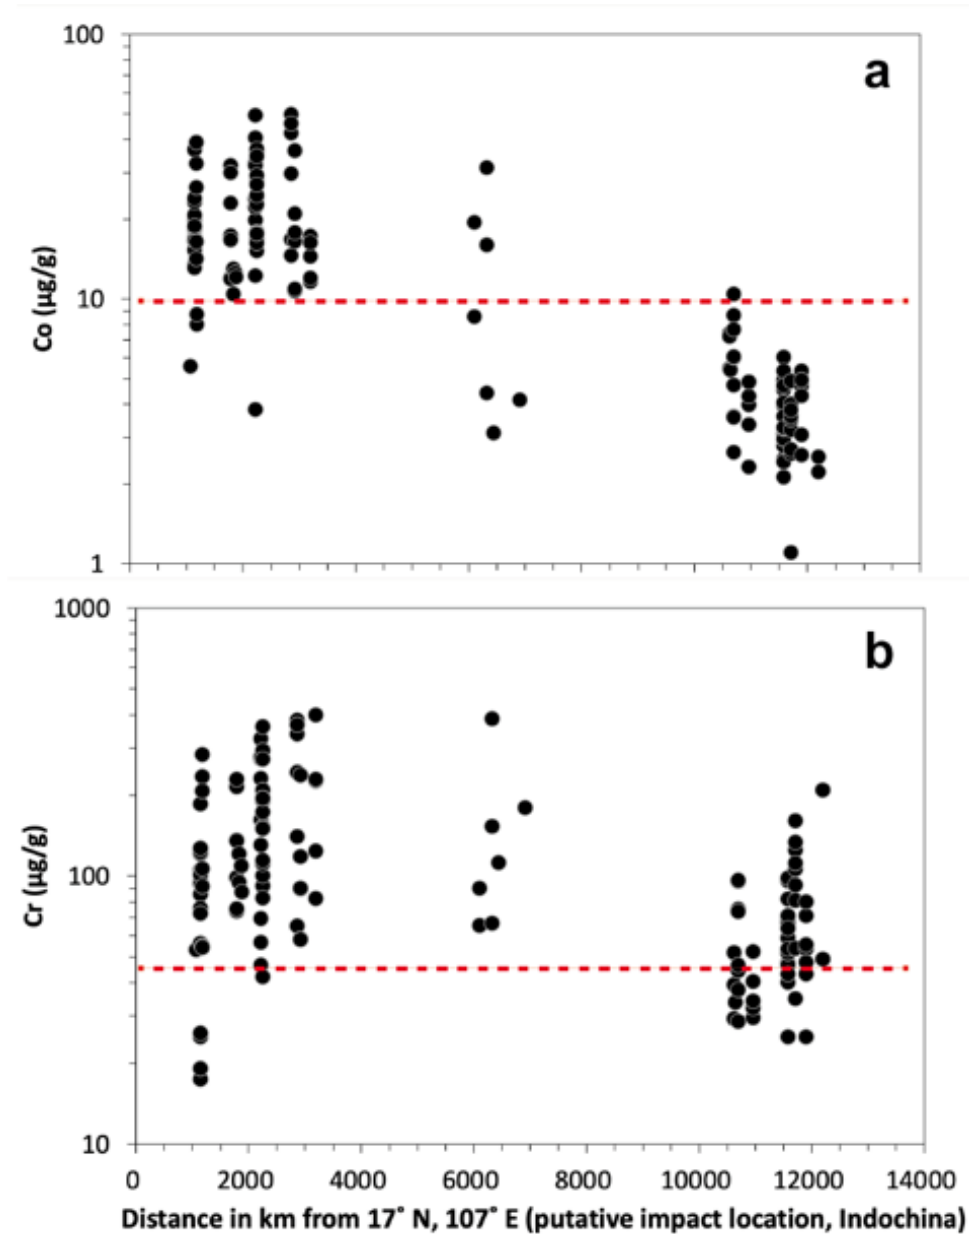 100
a
Co (µg/g)
10
1
1000
b
Cr (µg/g)
100
10
0 2000 4000 6000 8000 10000 12000 14000
Distance in km from 17˚ N, 107˚ E (putative impact location, Indochina)